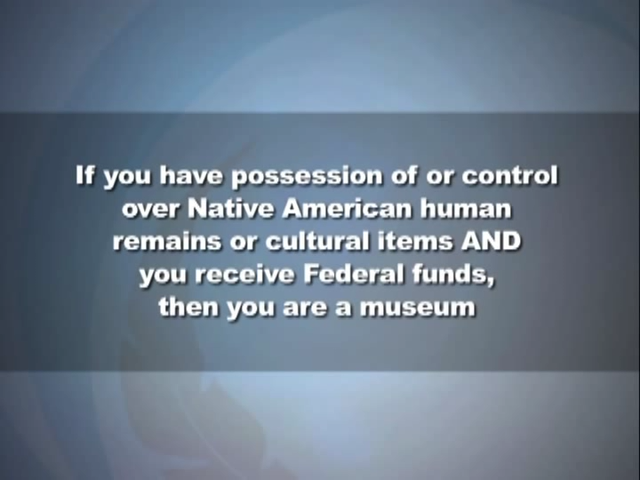 If you have possession of or control
over Native American human
remains or cultural items AND
you receive Federal funds,
then you are a museum